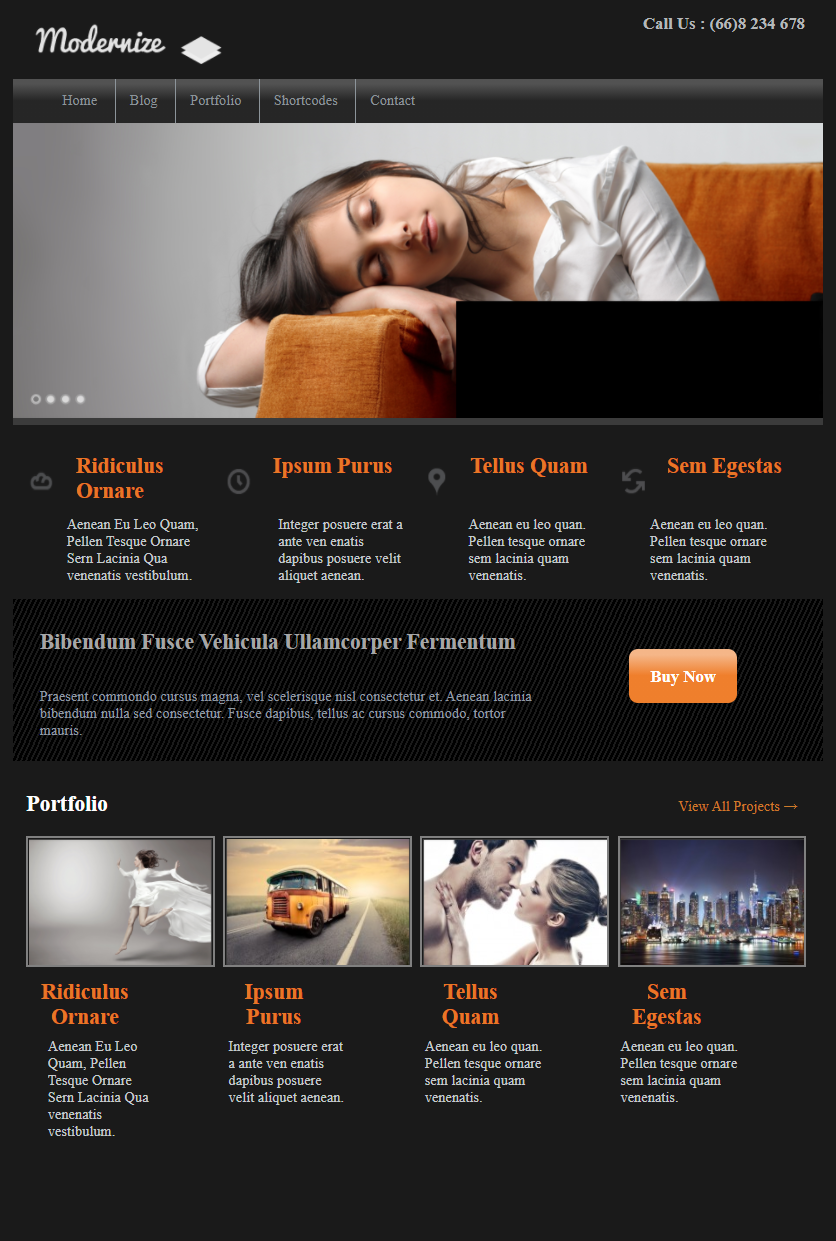 Modernize
Call Us : (66)8 234 678
Home Blog Portfolio Shortcodes Contact
Ridiculus
Ornare
Aenean Eu Leo Quam,
Pellen Tesque Ornare
Sern Lacinia Qua
venenatis vestibulum.
Ipsum Purus
Integer posuere erat a
ante ven enatis
dapibus posuere velit
aliquet aenean.
Tellus Quam
Aenean eu leo quan.
Pellen tesque ornare
sem lacinia quam
venenatis.
Sem Egestas
Aenean eu leo quan.
Pellen tesque ornare
sem lacinia quam
venenatis.
Bibendum Fusce Vehicula Ullamcorper Fermentum
Praesent commondo cursus magna, vel scelerisque nisl consectetur et. Aenean lacinia
bibendum nulla sed consectetur. Fusce dapibus, tellus ac cursus commodo, tortor
mauris.
Buy Now
Portfolio
View All Projects →
Ridiculus
Ornare
Aenean Eu Leo
Quam, Pellen
Tesque Ornare
Sern Lacinia Qua
venenatis
vestibulum.
Ipsum
Purus
Integer posuere erat
a ante ven enatis
dapibus posuere
velit aliquet aenean.
Tellus
Quam
Aenean eu leo quan.
Pellen tesque ornare
sem lacinia quam
venenatis.
Sem
Egestas
Aenean eu leo quan.
Pellen tesque ornare
sem lacinia quam
venenatis.